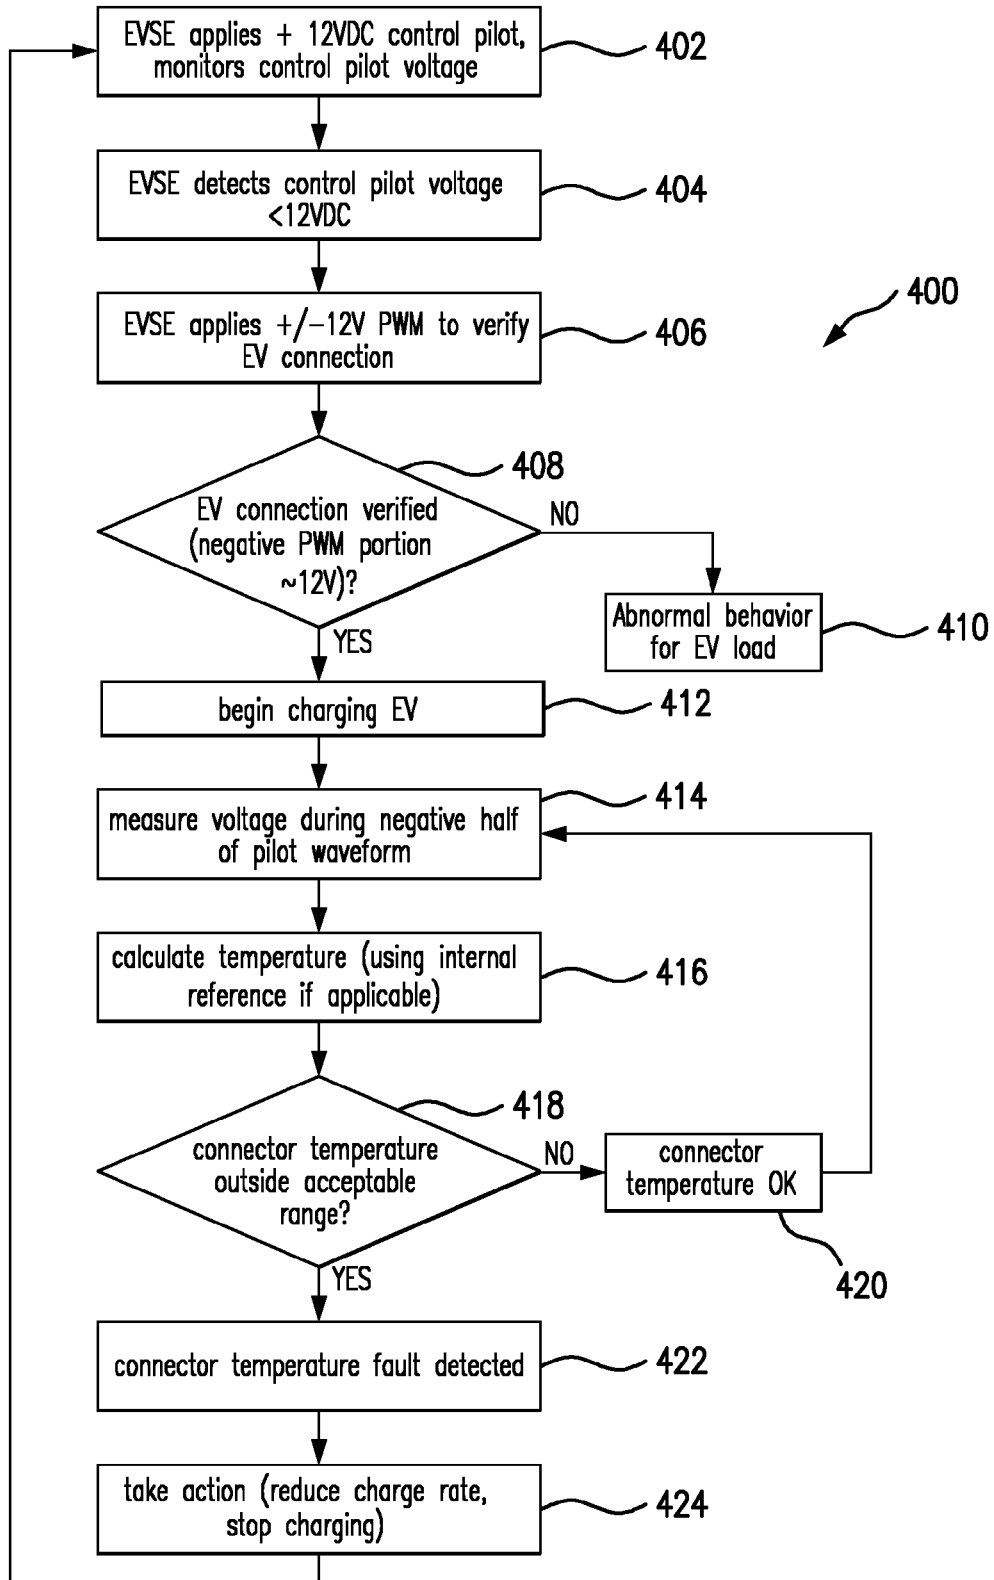 EVSE applies + 12VDC control pilot,
monitors control pilot voltage
402
EVSE detects control pilot voltage
<12VDC
404
EVSE applies +/-12V PWM to verify
EV connection
406
400
408
EV connection verified
(negative PWM portion
~12V)?
NO
YES
Abnormal behavior
for EV load
410
begin charging EV
412
measure voltage during negative half
of pilot waveform
414
calculate temperature (using internal
reference if applicable)
416
418
connector temperature
outside acceptable
range?
NO
YES
connector
temperature OK
420
connector temperature fault detected
422
take action (reduce charge rate,
stop charging)
424